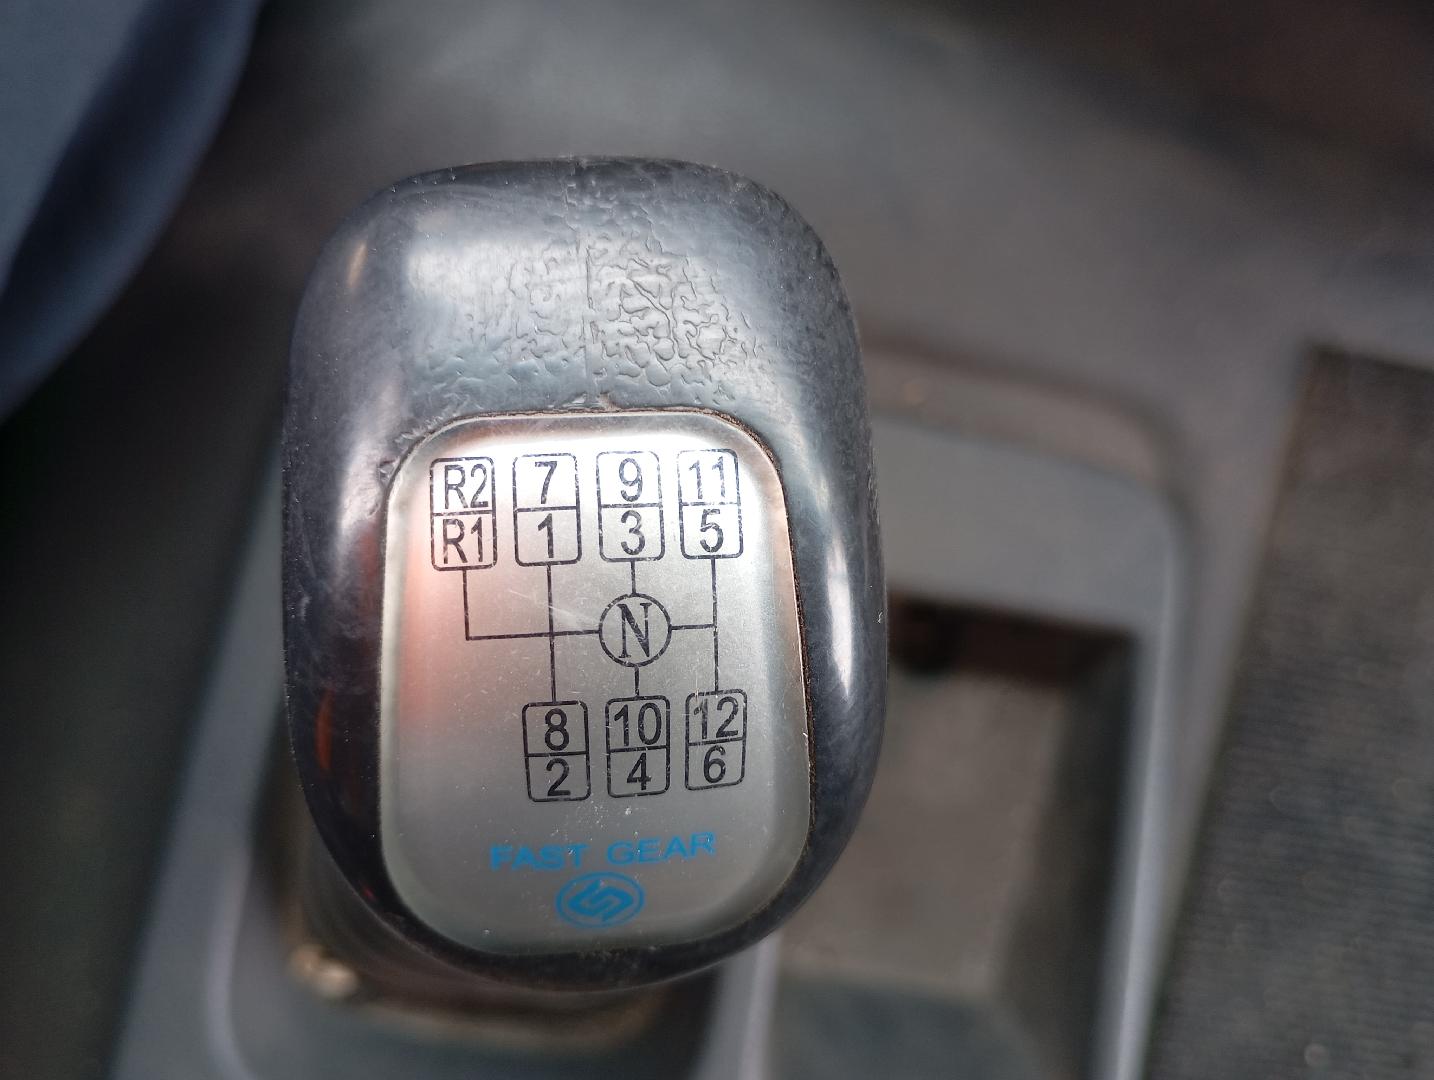 R2 7 9 11
R1 1 3 5
N
8 10 12
2 4 6
FAST GEAR